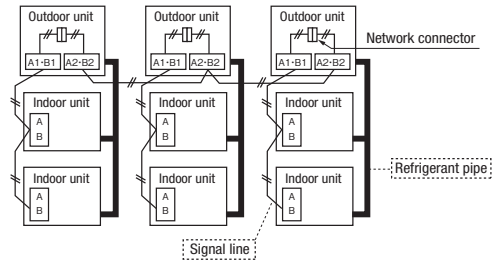 Outdoor unit Outdoor unit Outdoor unit
Network connector
A1·B1 A2·B2 A1·B1 A2·B2 A1·B1 A2·B2
Indoor unit Indoor unit Indoor unit
A A A
B B B
Refrigerant pipe
Indoor unit Indoor unit Indoor unit
A A A
B B B
Signal line